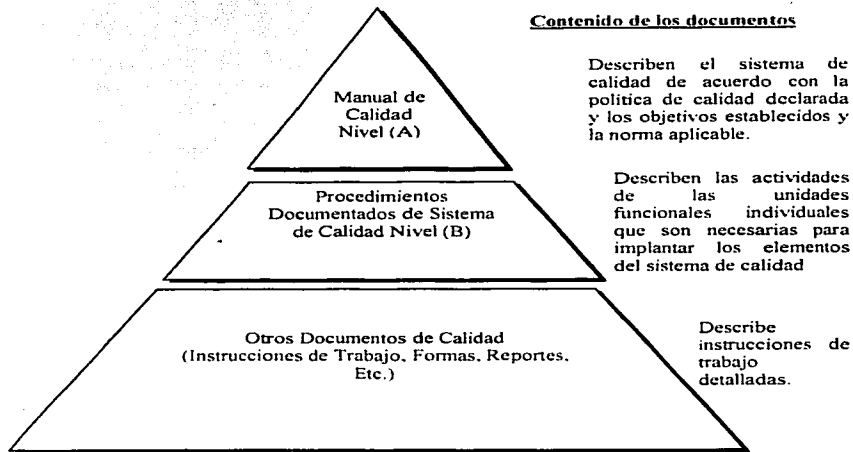 Contenido de los documentos
Manual de
Calidad
Nivel (A)
Describen el sistema de
calidad de acuerdo con la
politica de calidad declarada
y los objetivos establecidos y
la norma aplicable.
Procedimientos
Documentados de Sistema
de Calidad Nivel (B)
Describen las actividades
de las unidades
funcionales individuales
que son necesarias para
implantar los elementos
del sistema de calidad
Otros Documentos de Calidad
(Instrucciones de Trabajo, Formas, Reportes,
Etc.)
Describe
instrucciones de
trabajo
detalladas.